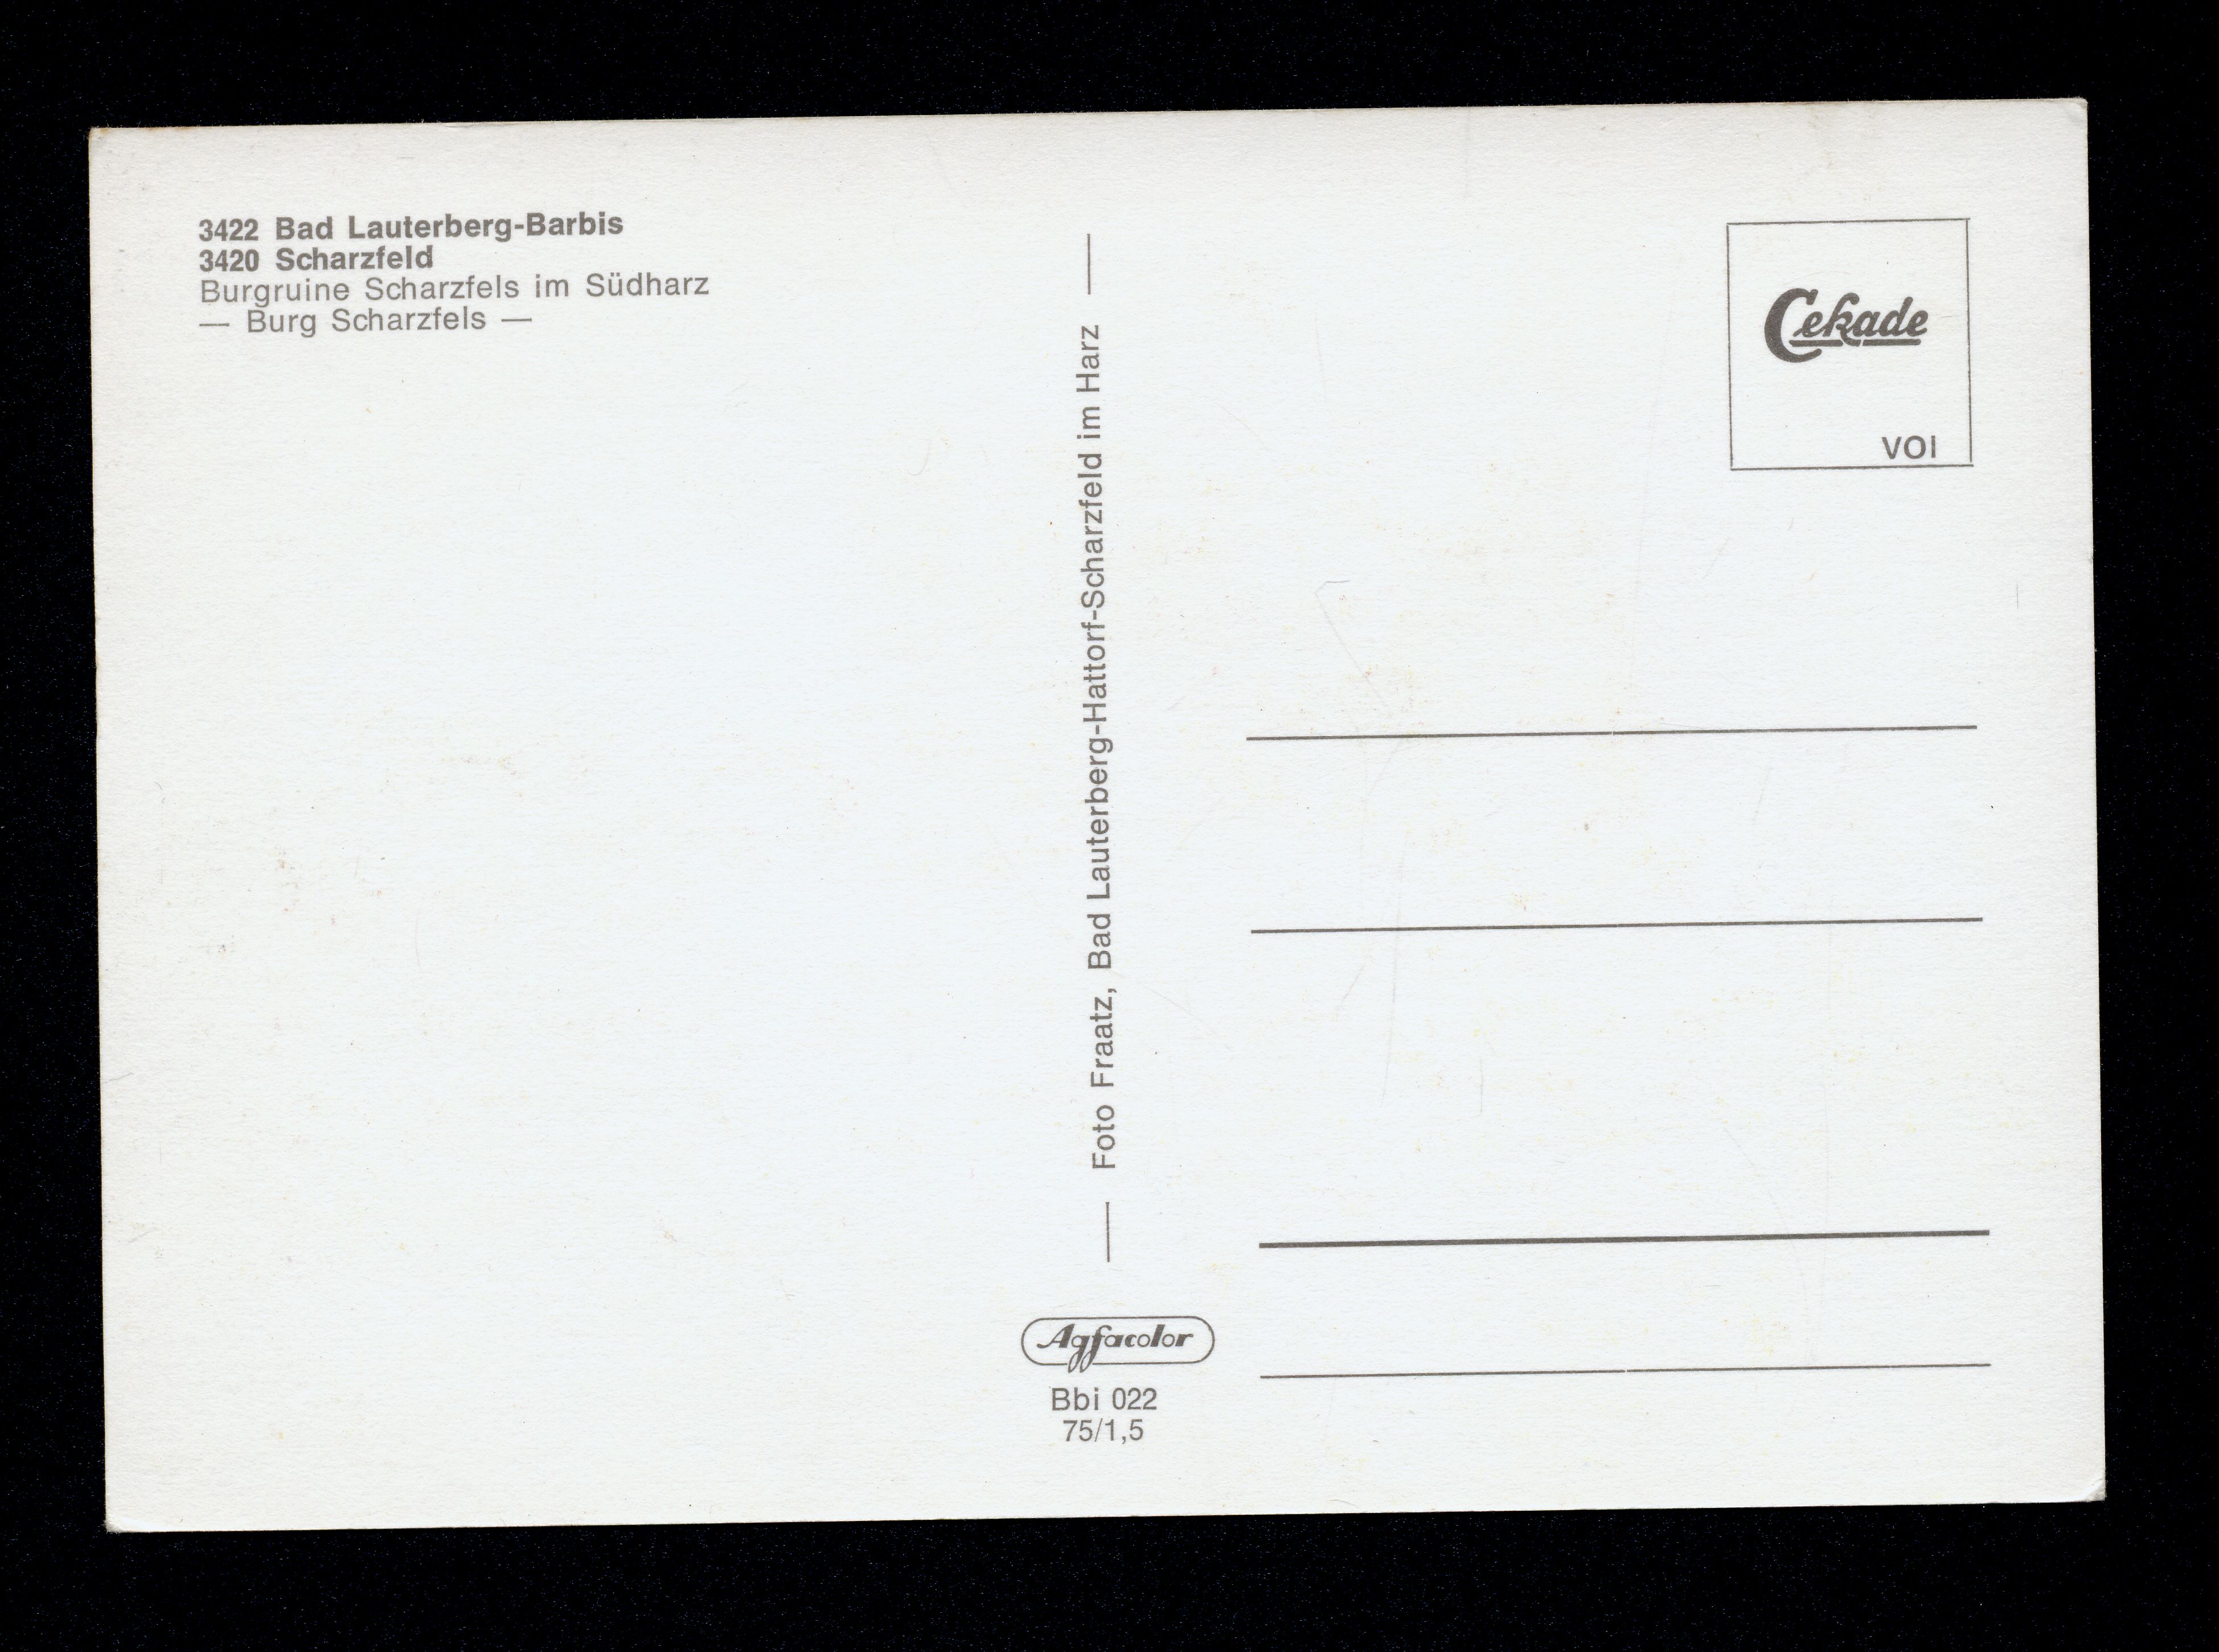 3422 Bad Lauterberg-Barbis
3420 Scharzfeld
Burgruine Scharzfels im Südharz
— Burg Scharzfels —
Foto Fraatz, Bad Lauterberg-Hattorf-Scharzfeld im Harz
Cekade
VOI
Agfacolor
Bbi 022
75/1,5